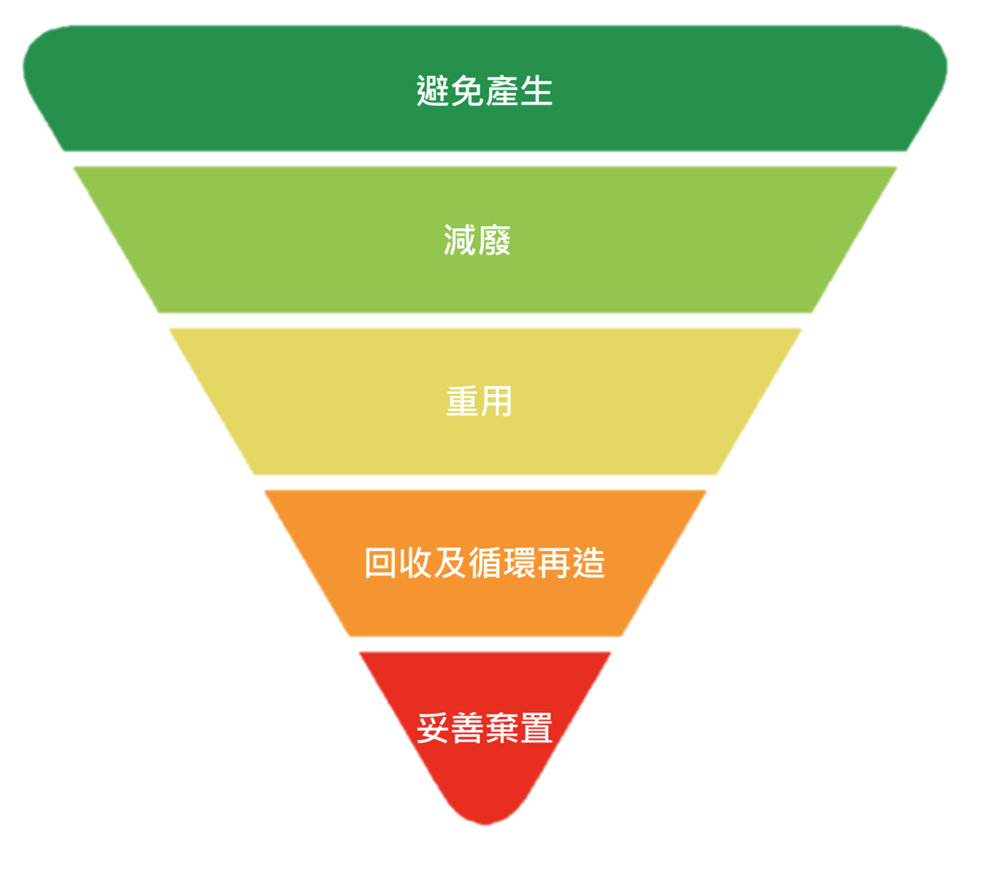 避免產生
減廢
重用
回收及循環再造
妥善棄置